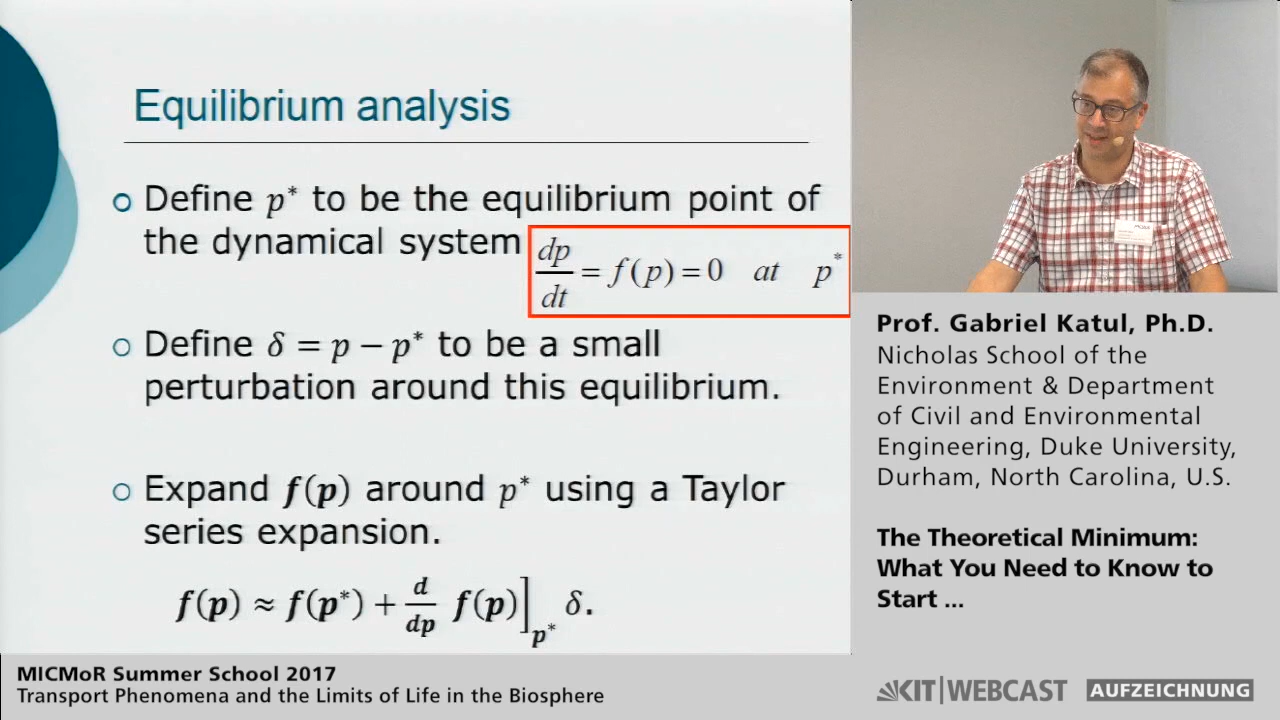 Equilibrium analysis
Define p* to be the equilibrium point of
the dynamical system
dp/dt = f(p) = 0 at p*
Define δ = p − p* to be a small
perturbation around this equilibrium.
Expand f(p) around p* using a Taylor
series expansion.
f(p) ≈ f(p*) + d/dp f(p)]p* δ.
Prof. Gabriel Katul, Ph.D.
Nicholas School of the
Environment & Department
of Civil and Environmental
Engineering, Duke University,
Durham, North Carolina, U.S.
The Theoretical Minimum:
What You Need to Know to
Start ...
MICMoR Summer School 2017
Transport Phenomena and the Limits of Life in the Biosphere
KIT|WEBCAST
AUFZEICHNUNG